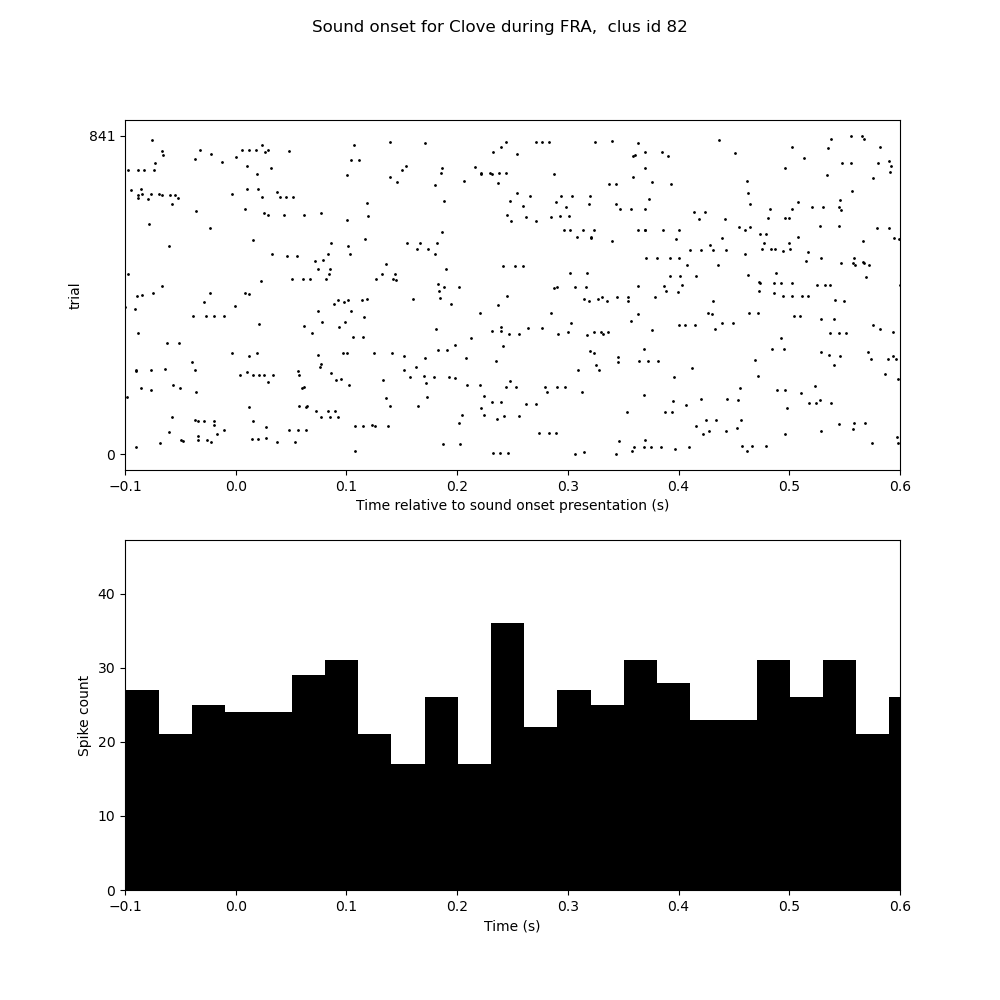 Sound onset for Clove during FRA,  clus id 82
841
trial
0
−0.1 0.0 0.1 0.2 0.3 0.4 0.5 0.6
Time relative to sound onset presentation (s)
40
30
Spike count
20
10
0
−0.1 0.0 0.1 0.2 0.3 0.4 0.5 0.6
Time (s)